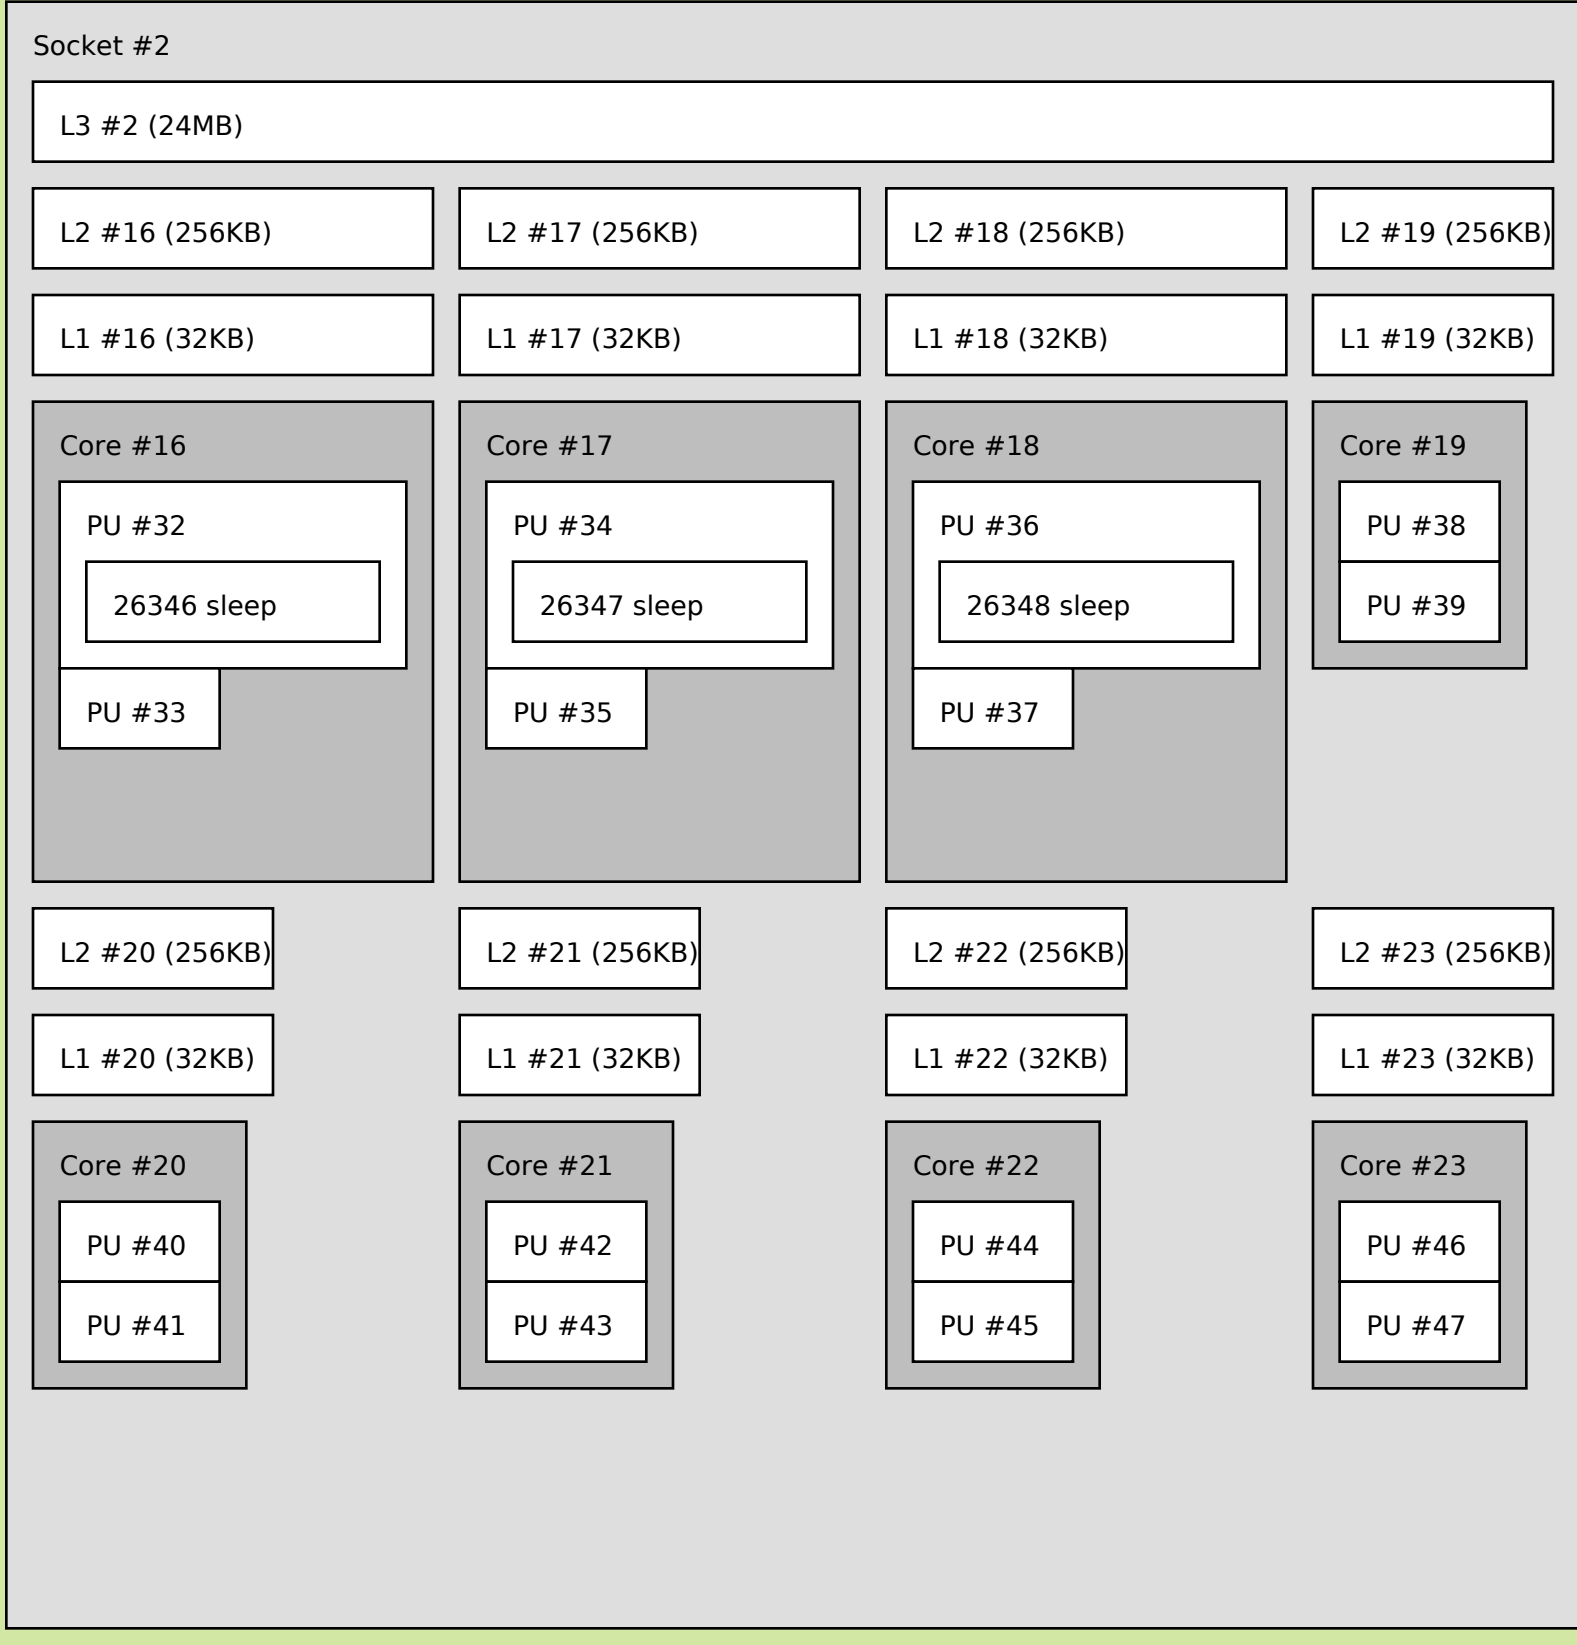 Socket #2
L3 #2 (24MB)
L2 #16 (256KB)
L2 #17 (256KB)
L2 #18 (256KB)
L2 #19 (256KB)
L1 #16 (32KB)
L1 #17 (32KB)
L1 #18 (32KB)
L1 #19 (32KB)
Core #16
Core #17
Core #18
Core #19
PU #32
PU #34
PU #36
PU #38
26346 sleep
26347 sleep
26348 sleep
PU #39
PU #33
PU #35
PU #37
L2 #20 (256KB)
L2 #21 (256KB)
L2 #22 (256KB)
L2 #23 (256KB)
L1 #20 (32KB)
L1 #21 (32KB)
L1 #22 (32KB)
L1 #23 (32KB)
Core #20
Core #21
Core #22
Core #23
PU #40
PU #42
PU #44
PU #46
PU #41
PU #43
PU #45
PU #47